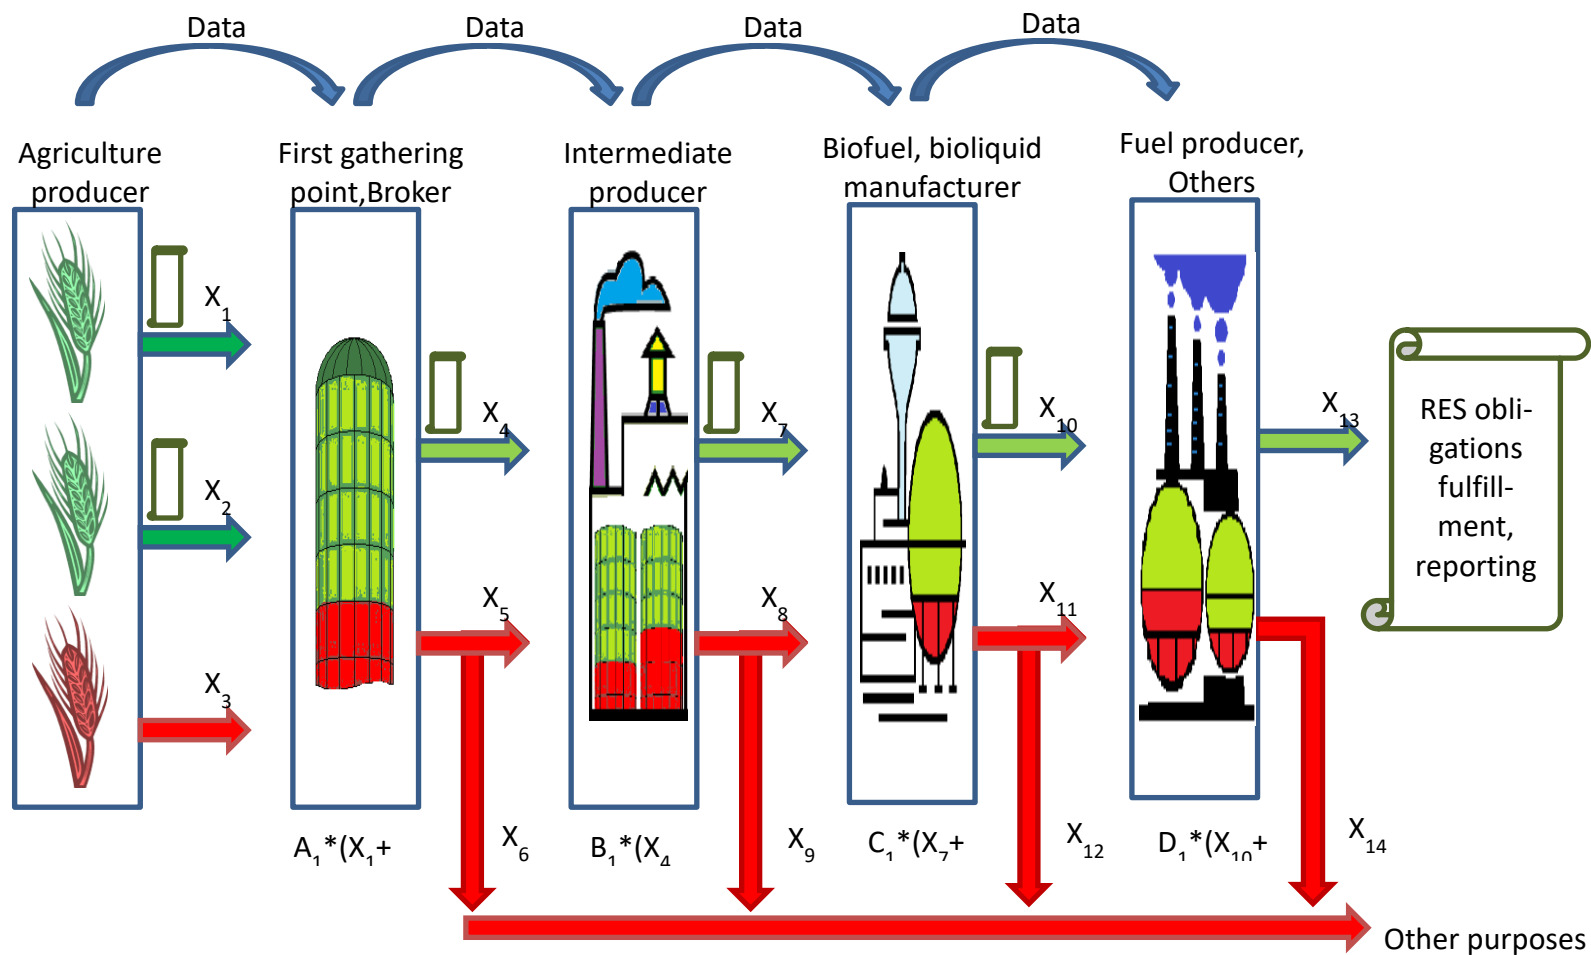 Data
Data
Data
Data
Agriculture
producer
First gathering
point,Broker
Intermediate
producer
Biofuel, bioliquid
manufacturer
Fuel producer,
Others
X1
X2
X3
X4
X5
X6
X7
X8
X9
X10
X11
X12
X13
X14
RES obli-
gations
fulfill-
ment,
reporting
A1*(X1+
B1*(X4
C1*(X7+
D1*(X10+
Other purposes